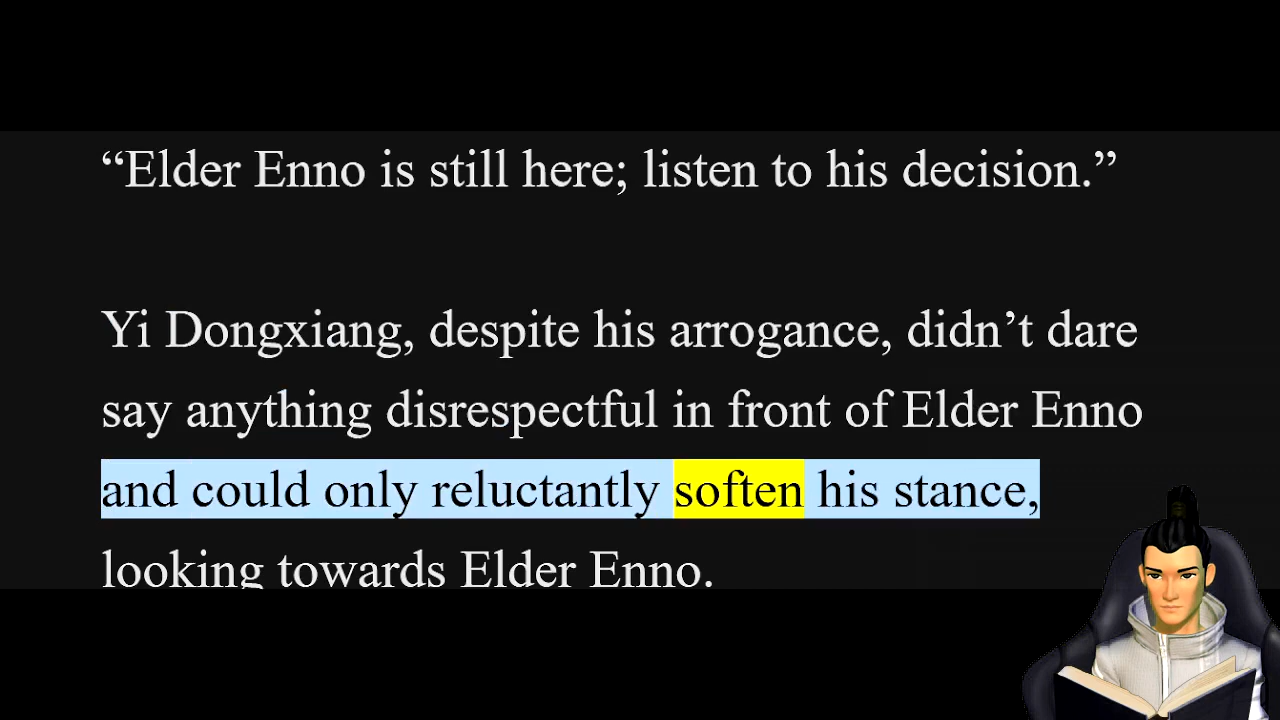 “Elder Enno is still here; listen to his decision.”
Yi Dongxiang, despite his arrogance, didn’t dare
say anything disrespectful in front of Elder Enno
and could only reluctantly soften his stance,
looking towards Elder Enno.